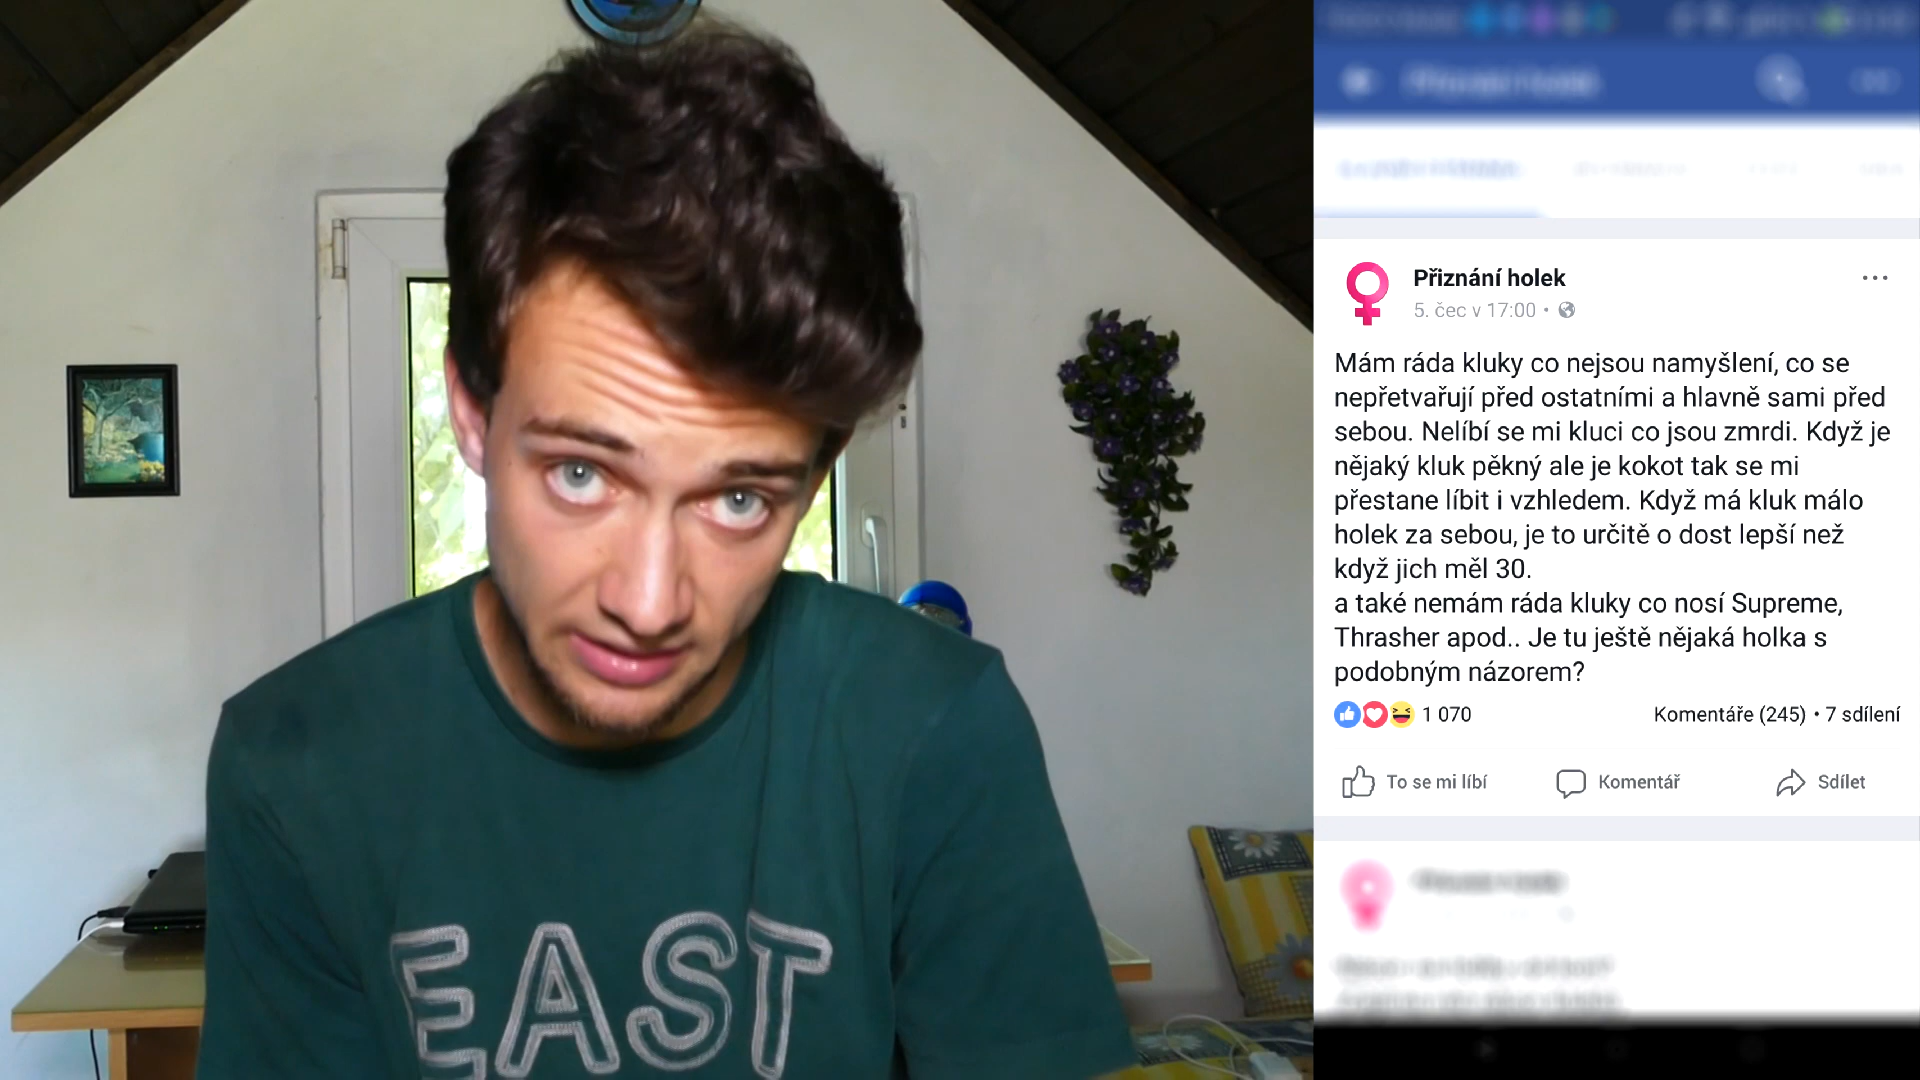 EAST
Přiznání holek
5. čec v 17:00 •
Mám ráda kluky co nejsou namyšlení, co se
nepřetvařují před ostatními a hlavně sami před
sebou. Nelíbí se mi kluci co jsou zmrdi. Když je
nějaký kluk pěkný ale je kokot tak se mi
přestane líbit i vzhledem. Když má kluk málo
holek za sebou, je to určitě o dost lepší než
když jich měl 30.
a také nemám ráda kluky co nosí Supreme,
Thrasher apod.. Je tu ještě nějaká holka s
podobným názorem?
1 070
Komentáře (245) • 7 sdílení
To se mi líbí
Komentář
Sdílet